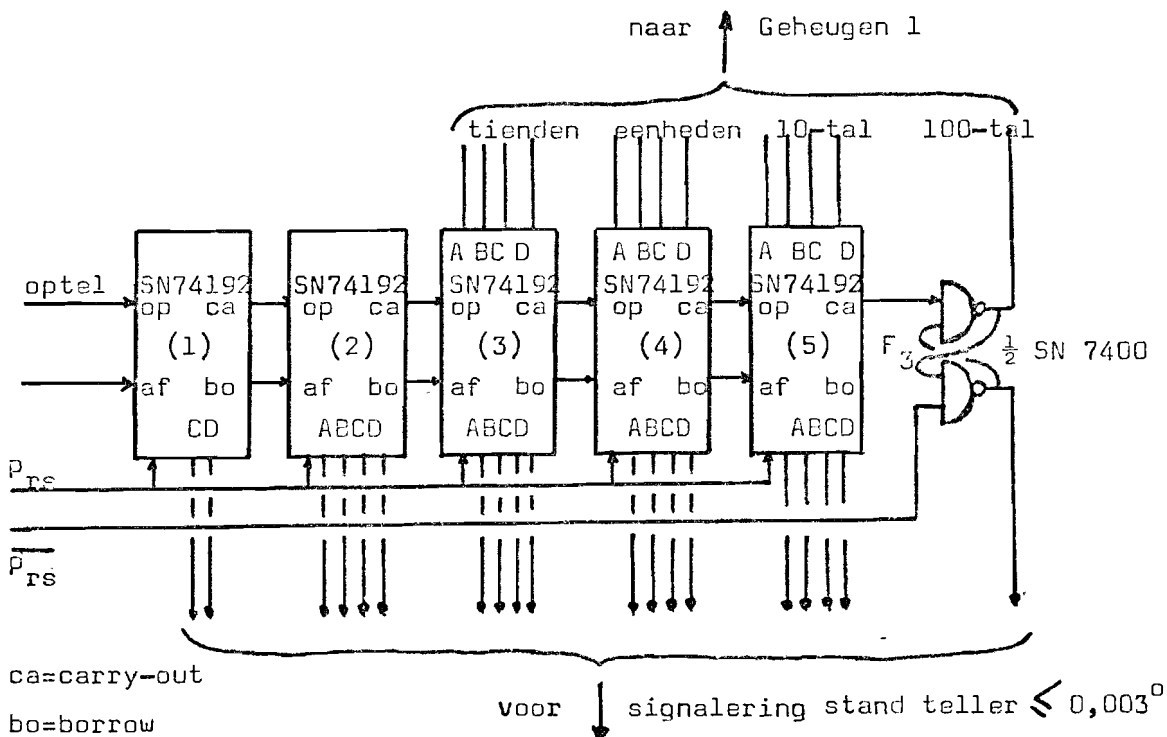 naar Geheugen 1
tienden eenheden 10-tal 100-tal
A BC D A BC D A BC D
optel SN74192 SN74192 SN74192 SN74192 SN74192
op ca op ca op ca op ca op ca
(1) (2) (3) (4) (5) F3 ½ SN 7400
af bo af bo af bo af bo af bo
CD ABCD ABCD ABCD ABCD
Prs
P̅r̅s̅
ca=carry-out
bo=borrow
voor signalering stand teller ⩽ 0,003°